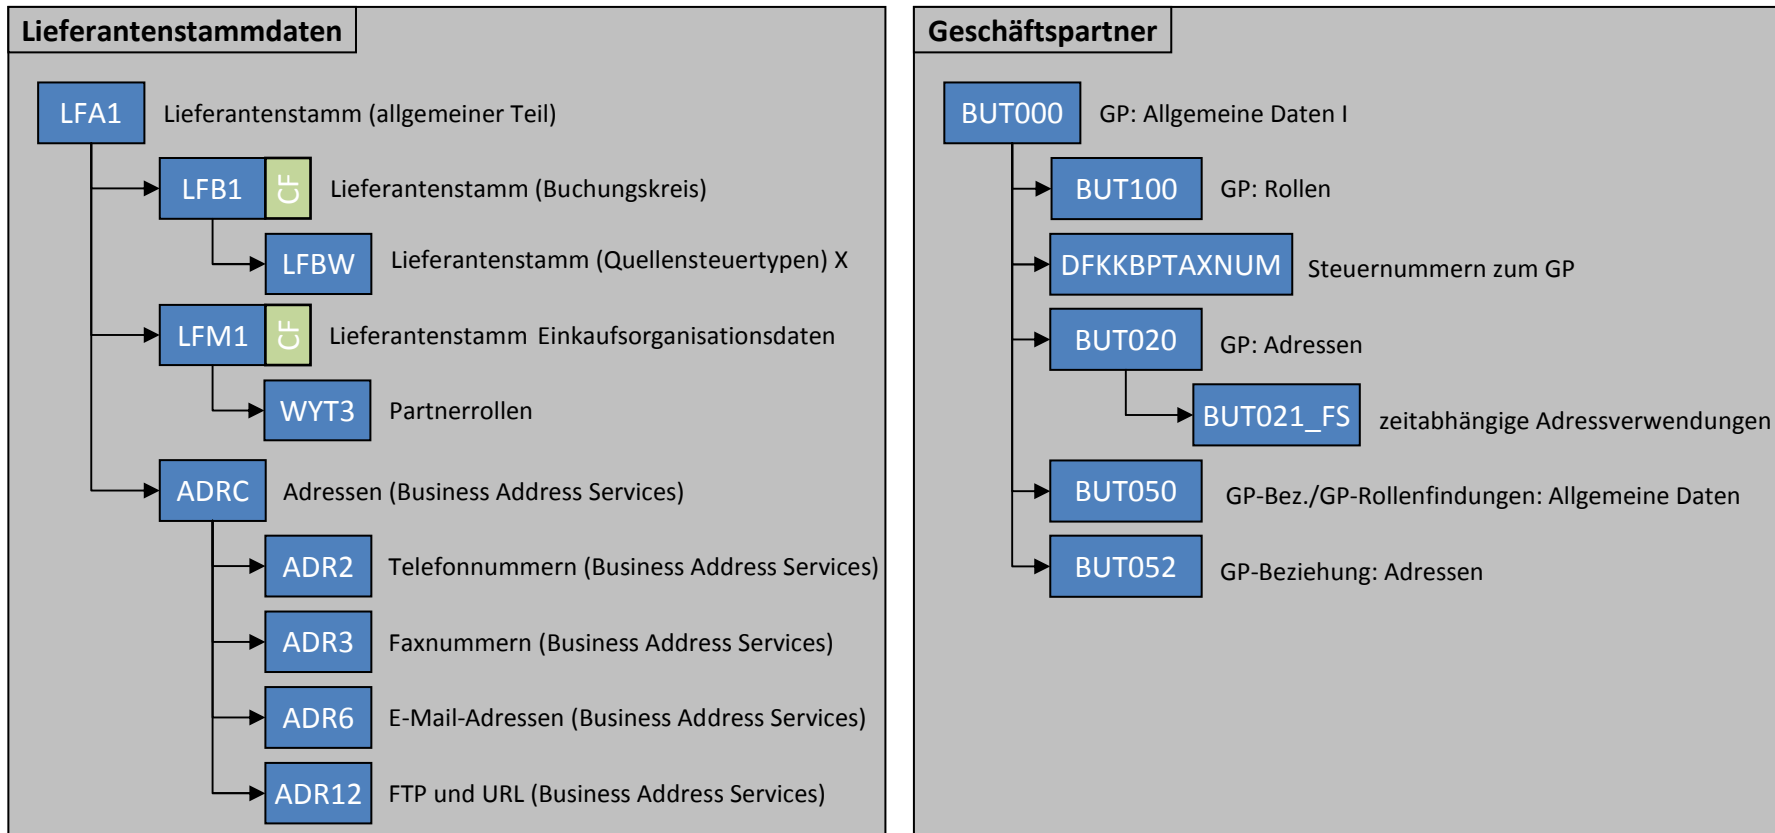 Lieferantenstammdaten
LFA1 Lieferantenstamm (allgemeiner Teil)
LFB1 CF Lieferantenstamm (Buchungskreis)
LFBW Lieferantenstamm (Quellensteuertypen) X
LFM1 CF Lieferantenstamm Einkaufsorganisationsdaten
WYT3 Partnerrollen
ADRC Adressen (Business Address Services)
ADR2 Telefonnummern (Business Address Services)
ADR3 Faxnummern (Business Address Services)
ADR6 E-Mail-Adressen (Business Address Services)
ADR12 FTP und URL (Business Address Services)
Geschäftspartner
BUT000 GP: Allgemeine Daten I
BUT100 GP: Rollen
DFKKBPTAXNUM Steuernummern zum GP
BUT020 GP: Adressen
BUT021_FS zeitabhängige Adressverwendungen
BUT050 GP-Bez./GP-Rollenfindungen: Allgemeine Daten
BUT052 GP-Beziehung: Adressen